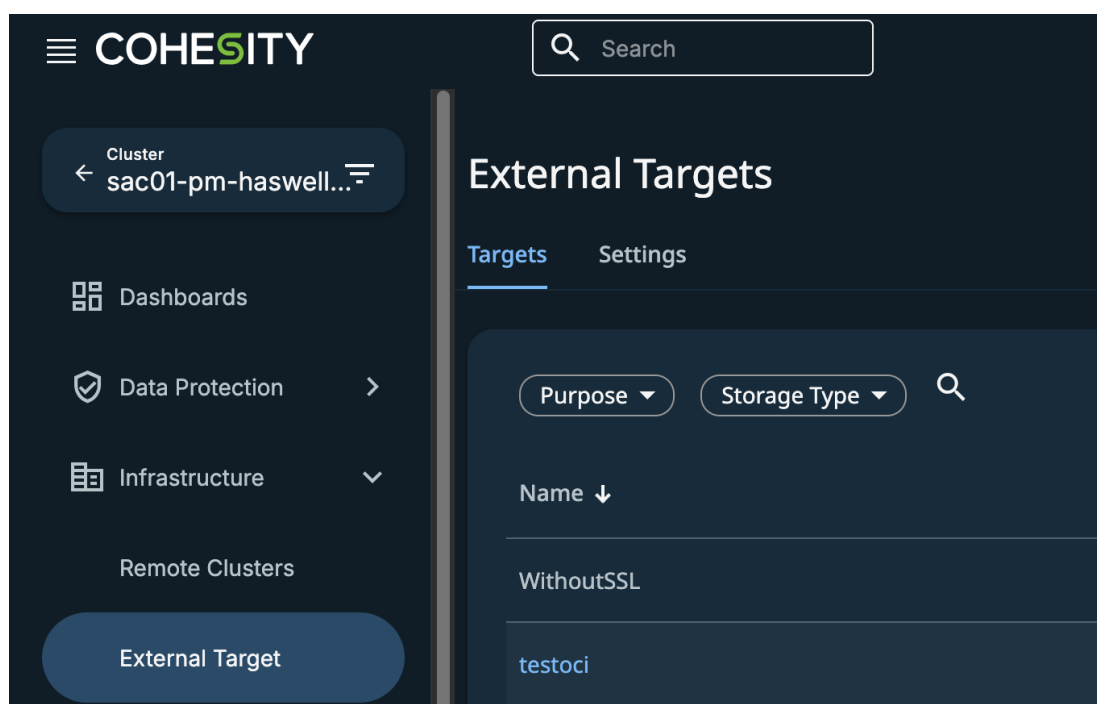 COHESITY
Search
Cluster
sac01-pm-haswell...
Dashboards
Data Protection
Infrastructure
Remote Clusters
External Target
External Targets
Targets Settings
Purpose Storage Type
Name
WithoutSSL
testoci